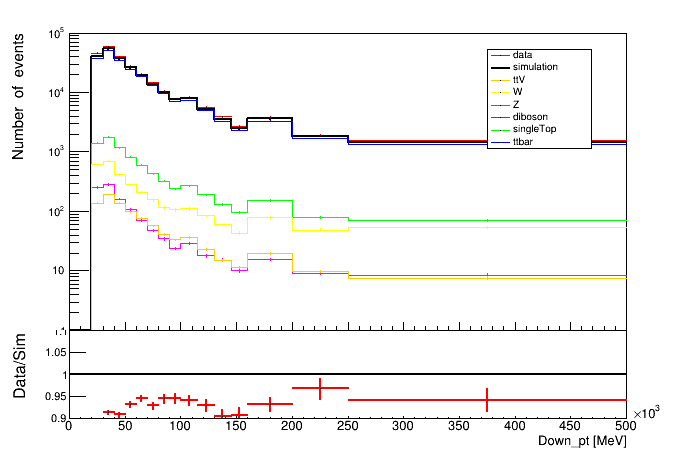 Number of events
10^5
10^4
10^3
10^2
10
data
simulation
ttV
W
Z
diboson
singleTop
ttbar
Data/Sim
1.05
1
0.95
0.9
0 50 100 150 200 250 300 350 400 450 500
×10^3
Down_pt [MeV]